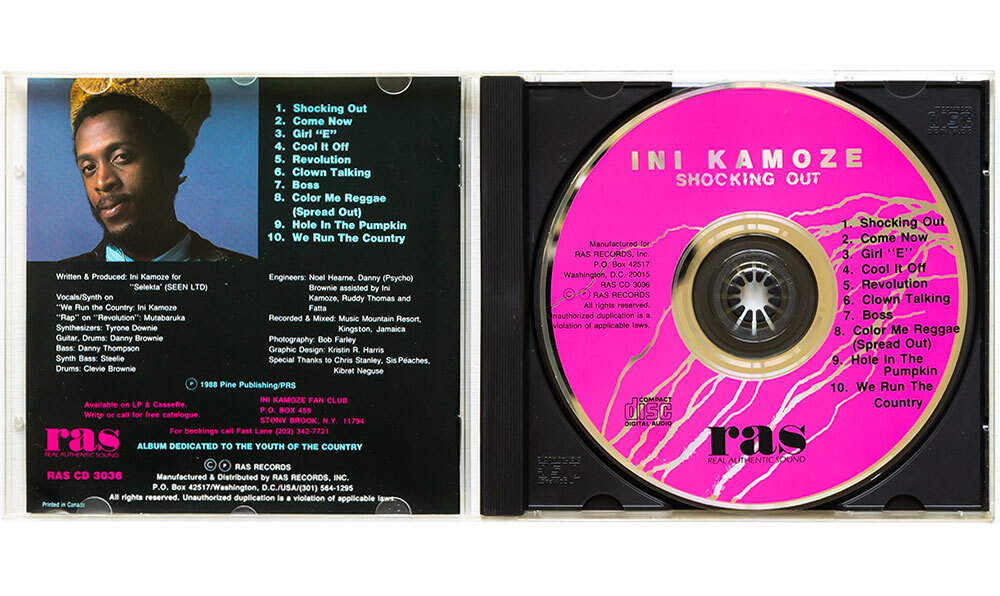 1. Shocking Out
2. Come Now
3. Girl "E"
4. Cool It Off
5. Revolution
6. Clown Talking
7. Boss
8. Color Me Reggae
(Spread Out)
9. Hole In The Pumpkin
10. We Run The Country
Written & Produced: Ini Kamoze for
"Selekta' (SEEN LTD)
Vocals/Synth on
"We Run the Country: Ini Kamoze
"Rap" on "Revolution": Mutabaruka
Synthesizers: Tyrone Downie
Guitar, Drums: Danny Brownie
Bass: Danny Thompson
Synth Bass: Steelie
Drums: Clevie Brownie
Engineers: Noel Hearne, Danny (Psycho)
Brownie assisted by Ini
Kamoze, Ruddy Thomas and
Fatta
Recorded & Mixed: Music Mountain Resort,
Kingston, Jamaica
Photography: Bob Farley
Graphic Design: Kristin R. Harris
Special Thanks to Chris Stanley, Sis Peaches,
Kibret Neguse
Ⓟ 1988 Pine Publishing/PRS
Available on LP & Cassette.
Write or call for free catalogue.
INI KAMOZE FAN CLUB
P.O. BOX 459
STONY BROOK, N.Y. 11794
For bookings call Fast Lane (202) 342-7721
ras
REAL AUTHENTIC SOUND
RAS CD 3036
ALBUM DEDICATED TO THE YOUTH OF THE COUNTRY
© Ⓟ RAS RECORDS
Manufactured & Distributed by RAS RECORDS, INC.
P.O. Box 42517/Washington, D.C./USA/(301) 564-1295
All rights reserved. Unauthorized duplication is a violation of applicable laws.
Printed in Canada
INI KAMOZE
SHOCKING OUT
Manufactured for
RAS RECORDS, Inc.
P.O. Box 42517
Washington, D.C. 20015
RAS CD 3036
© Ⓟ RAS RECORDS
All rights reserved.
Unauthorized duplication is a
violation of applicable laws.
1. Shocking Out
2. Come Now
3. Girl "E"
4. Cool It Off
5. Revolution
6. Clown Talking
7. Boss
8. Color Me Reggae
(Spread Out)
9. Hole In The
Pumpkin
10. We Run The
Country
COMPACT
disc
DIGITAL AUDIO
ras
REAL AUTHENTIC SOUND